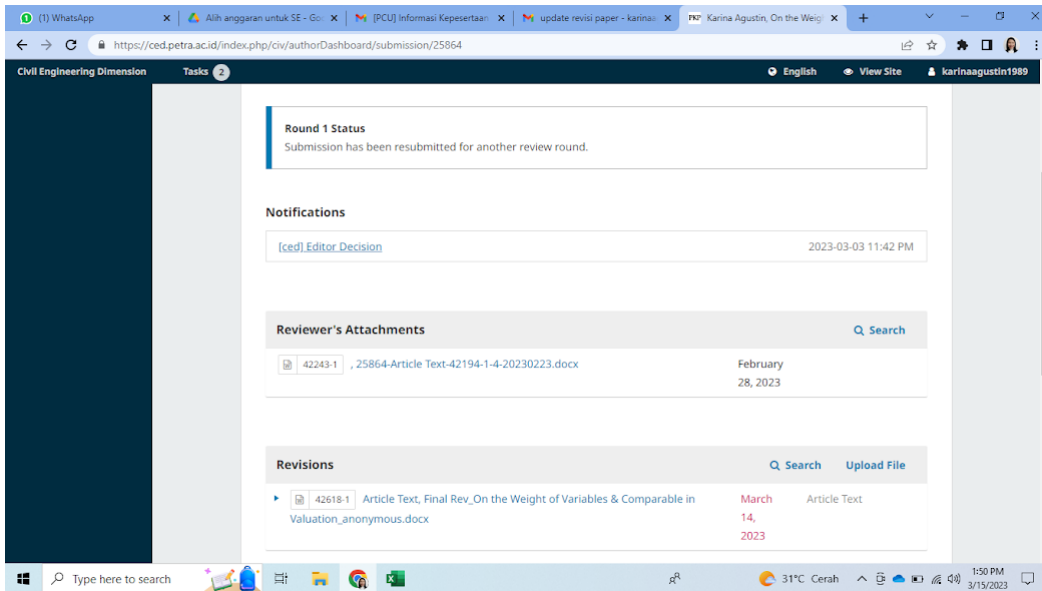 (1) WhatsApp
Alih anggaran untuk SE - Go
[PCU] Informasi Kepesertaan
update revisi paper - karina
PKP Karina Agustin, On the Weig
https://ced.petra.ac.id/index.php/civ/authorDashboard/submission/25864
Civil Engineering Dimension Tasks 2 English View Site karinaagustin1989
Round 1 Status
Submission has been resubmitted for another review round.
Notifications
[ced] Editor Decision 2023-03-03 11:42 PM
Reviewer's Attachments Search
42243-1 , 25864-Article Text-42194-1-4-20230223.docx February
28, 2023
Revisions Search Upload File
42618-1 Article Text, Final Rev_On the Weight of Variables & Comparable in March Article Text
Valuation_anonymous.docx 14,
2023
Type here to search 31°C Cerah 1:50 PM
3/15/2023